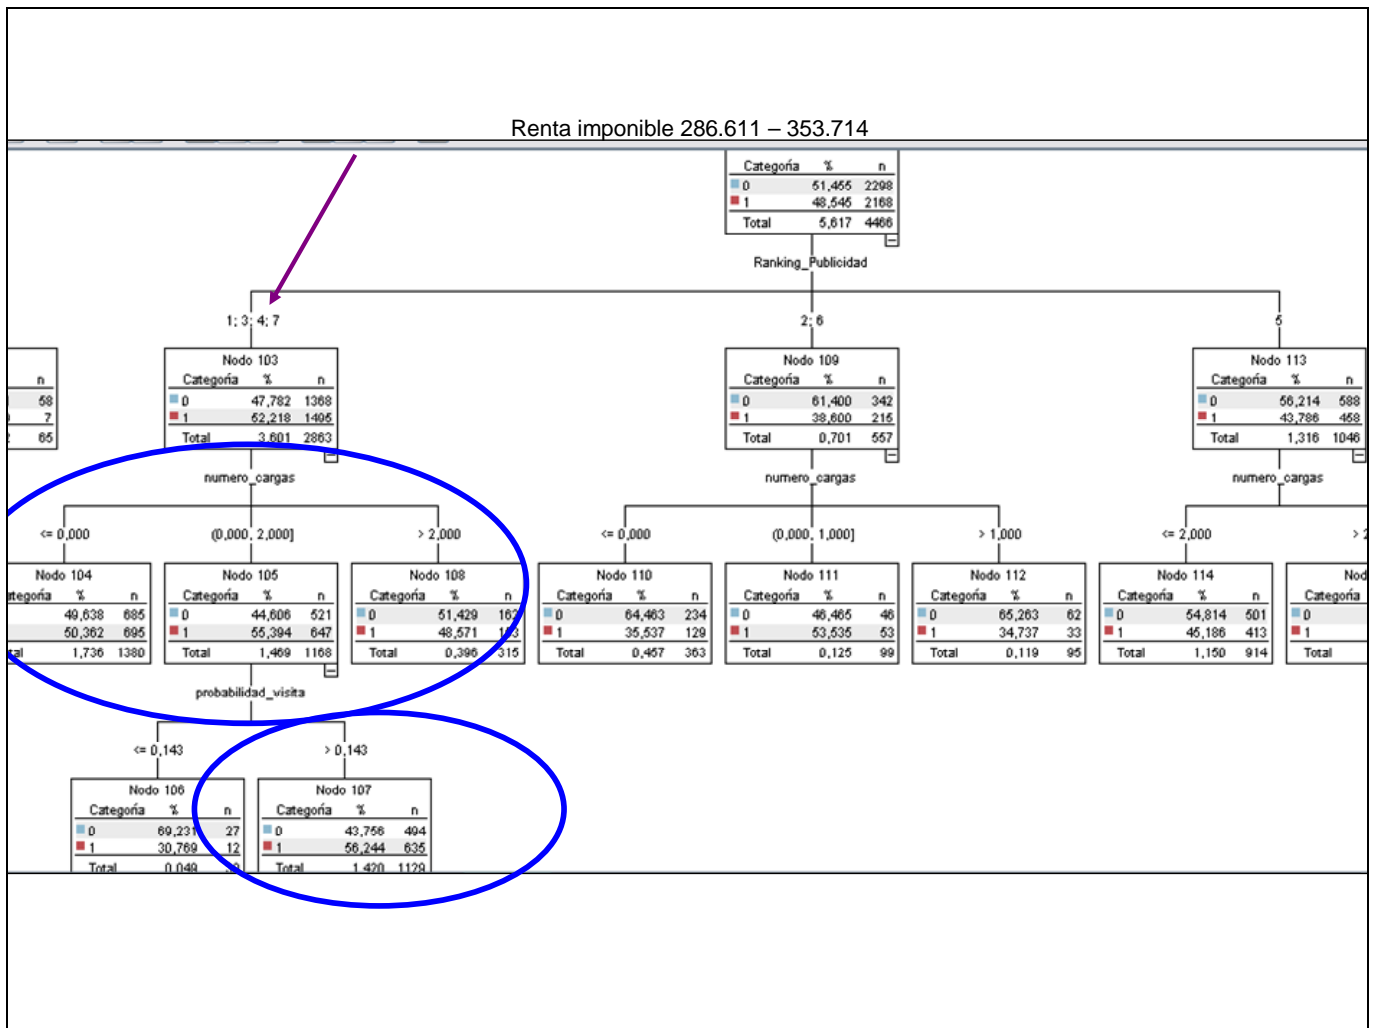 Renta imponible 286.611 – 353.714
Categoría % n
0 51,455 2298
1 48,545 2168
Total 5,617 4466
Ranking_Publicidad
1; 3; 4; 7
2; 6
5
n
58
7
65
Nodo 103
Categoría % n
0 47,782 1368
1 52,218 1495
Total 3,601 2863
Nodo 109
Categoría % n
0 61,400 342
1 38,600 215
Total 0,701 557
Nodo 113
Categoría % n
0 56,214 588
1 43,786 458
Total 1,316 1046
numero_cargas
numero_cargas
numero_cargas
<= 0,000
(0,000, 2,000]
> 2,000
<= 0,000
(0,000, 1,000]
> 1,000
<= 2,000
Nodo 104
% n
49,638 685
50,362 695
1,736 1380
Nodo 105
Categoría % n
0 44,606 521
1 55,394 647
Total 1,469 1168
Nodo 108
Categoría % n
0 51,429 162
1 48,571 153
Total 0,396 315
Nodo 110
Categoría % n
0 64,463 234
1 35,537 129
Total 0,457 363
Nodo 111
Categoría % n
0 46,465 46
1 53,535 53
Total 0,125 99
Nodo 112
Categoría % n
0 65,263 62
1 34,737 33
Total 0,119 95
Nodo 114
Categoría % n
0 54,814 501
1 45,186 413
Total 1,150 914
Nod
Categoría
0
1
Total
probabilidad_visita
<= 0,143
> 0,143
Nodo 106
Categoría % n
0 69,231 27
1 30,769 12
Total 0,049
Nodo 107
Categoría % n
0 43,756 494
1 56,244 635
Total 1,420 1129